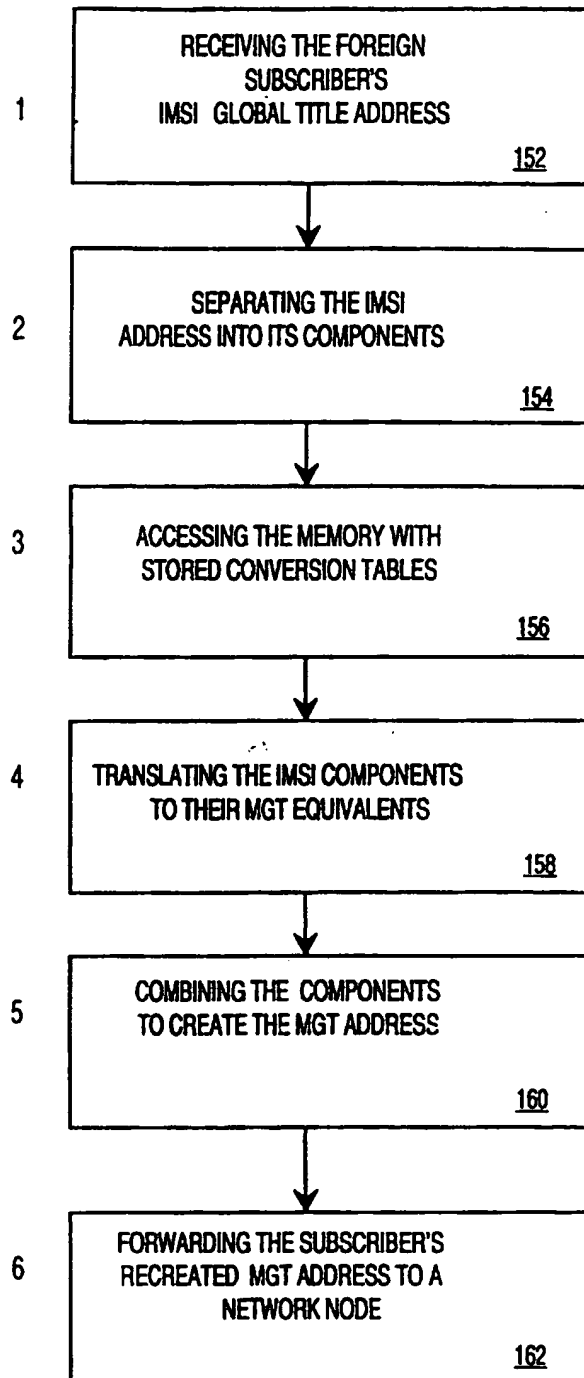 1
RECEIVING THE FOREIGN
SUBSCRIBER'S
IMSI GLOBAL TITLE ADDRESS
152
2
SEPARATING THE IMSI
ADDRESS INTO ITS COMPONENTS
154
3
ACCESSING THE MEMORY WITH
STORED CONVERSION TABLES
156
4
TRANSLATING THE IMSI COMPONENTS
TO THEIR MGT EQUIVALENTS
158
5
COMBINING THE COMPONENTS
TO CREATE THE MGT ADDRESS
160
6
FORWARDING THE SUBSCRIBER'S
RECREATED MGT ADDRESS TO A
NETWORK NODE
162